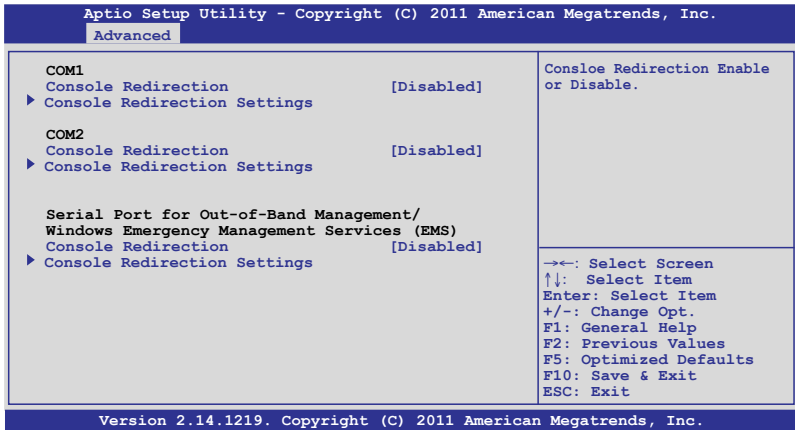 Aptio Setup Utility - Copyright (C) 2011 American Megatrends, Inc.
Advanced
COM1
Console Redirection [Disabled]
Console Redirection Settings
COM2
Console Redirection [Disabled]
Console Redirection Settings
Serial Port for Out-of-Band Management/
Windows Emergency Management Services (EMS)
Console Redirection [Disabled]
Console Redirection Settings
Consloe Redirection Enable
or Disable.
→←: Select Screen
↑↓: Select Item
Enter: Select Item
+/-: Change Opt.
F1: General Help
F2: Previous Values
F5: Optimized Defaults
F10: Save & Exit
ESC: Exit
Version 2.14.1219. Copyright (C) 2011 American Megatrends, Inc.